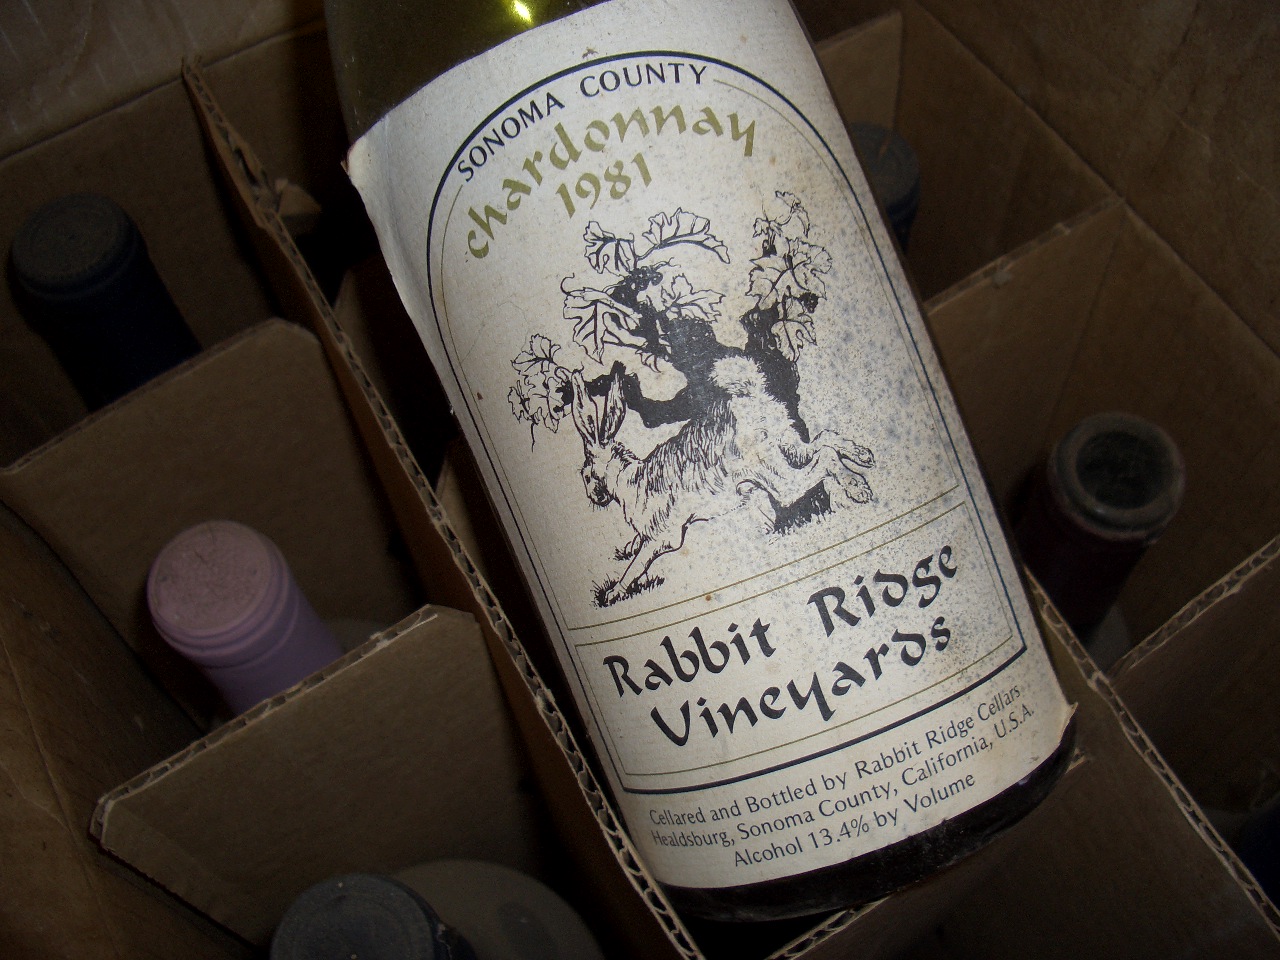 SONOMA COUNTY
chardonnay
1981
Rabbit Ridge
Vineyards
Cellared and Bottled by Rabbit Ridge Cellars
Healdsburg, Sonoma County, California, U.S.A.
Alcohol 13.4% by Volume